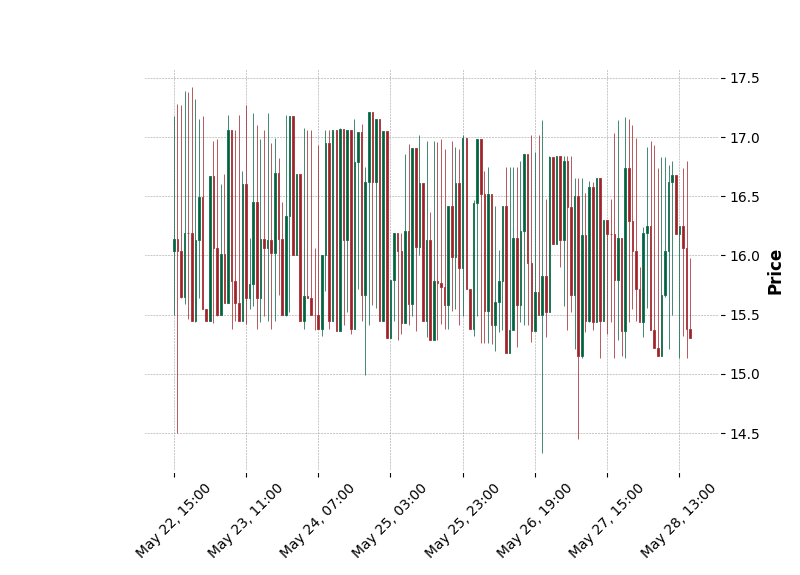 17.5
17.0
16.5
16.0
15.5
15.0
14.5
Price
May 22, 15:00
May 23, 11:00
May 24, 07:00
May 25, 03:00
May 25, 23:00
May 26, 19:00
May 27, 15:00
May 28, 13:00